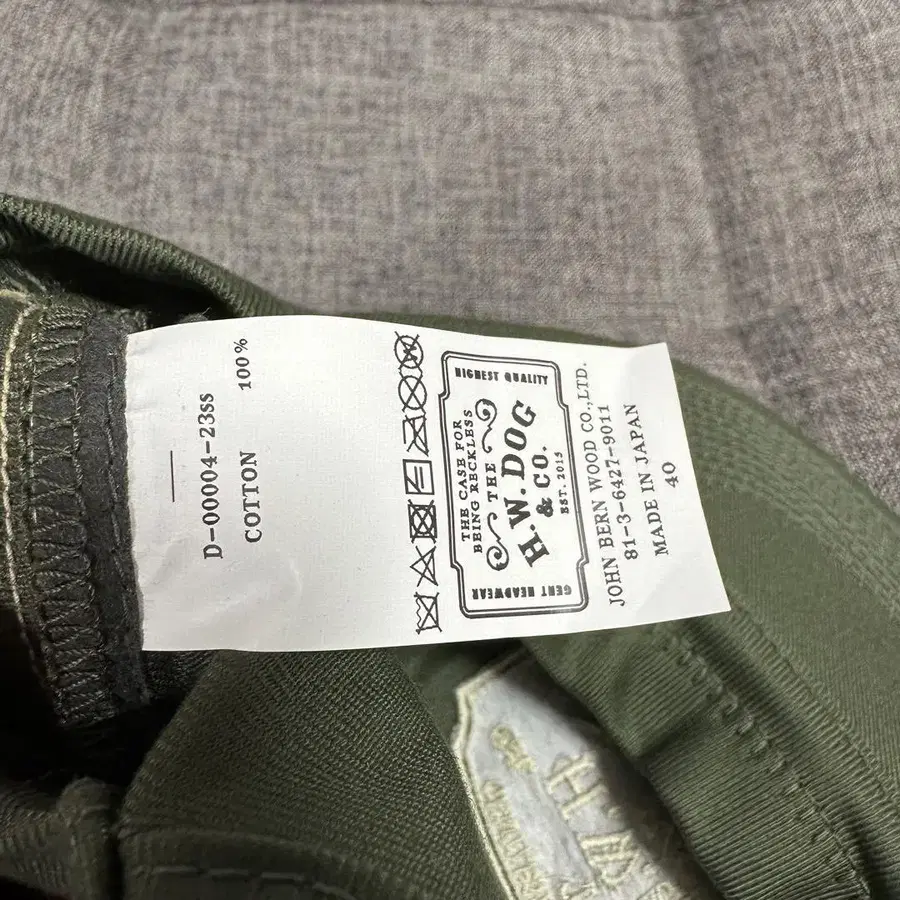 D-00004-23SS
COTTON 100%
HIGHEST QUALITY
THE CASE FOR
BEING RECKLESS
THE
H.W.DOG
& CO.
EST. 2015
GENT HEADWEAR
JOHN BERN WOOD CO.,LTD.
81-3-6427-9011
MADE IN JAPAN
40